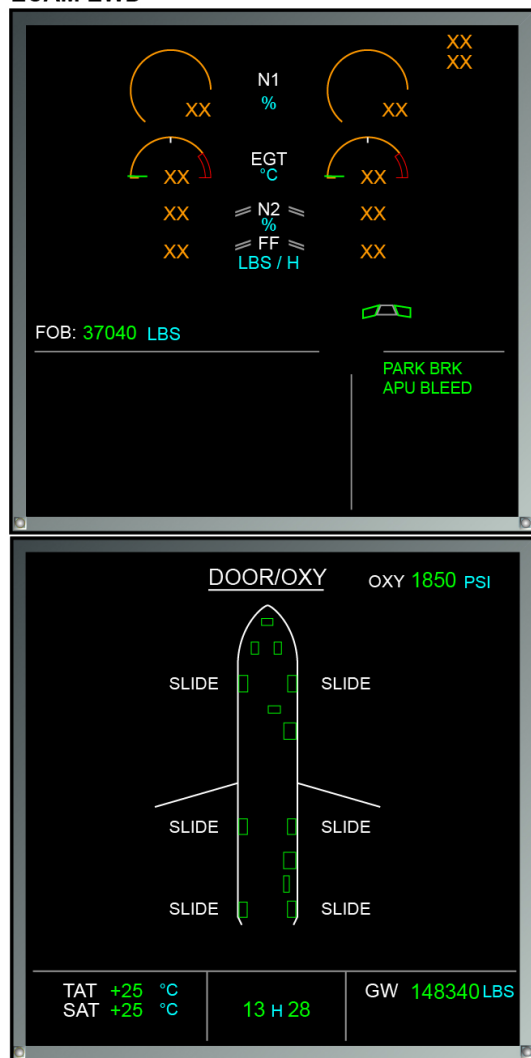 XX
XX
N1
XX % XX
EGT
°C
XX XX
XX N2 XX
%
XX FF XX
LBS / H
FOB: 37040 LBS
PARK BRK
APU BLEED
DOOR/OXY OXY 1850 PSI
SLIDE SLIDE
SLIDE SLIDE
SLIDE SLIDE
TAT +25 °C
SAT +25 °C
13 H 28
GW 148340 LBS